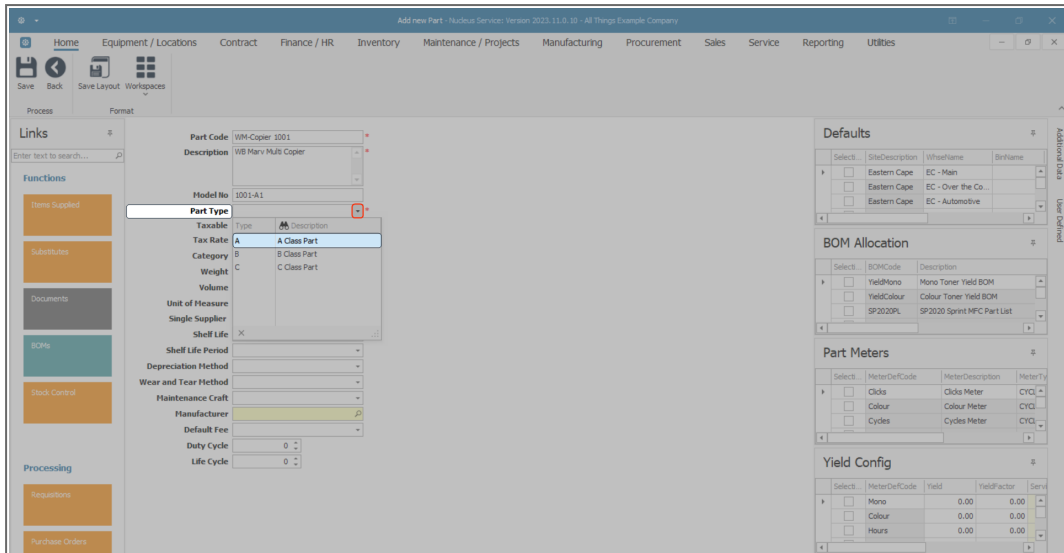 Add new Part - Nucleus Service: Version 2023.11.0.10 - All Things Example Company
Home Equipment / Locations Contract Finance / HR Inventory Maintenance / Projects Manufacturing Procurement Sales Service Reporting Utilities
Save Back Save Layout Workspaces
Process Format
Links
Enter text to search...
Functions
Items Supplied
Substitutes
Documents
BOMs
Stock Control
Processing
Requisitions
Purchase Orders
Part Code WM-Copier 1001 *
Description WB Marv Multi Copier *
Model No 1001-A1
Part Type *
Taxable
Tax Rate
Category
Weight
Volume
Unit of Measure
Single Supplier
Shelf Life
Type Description
A A Class Part
B B Class Part
C C Class Part
Shelf Life Period
Depreciation Method
Wear and Tear Method
Maintenance Craft
Manufacturer
Default Fee
Duty Cycle 0
Life Cycle 0
Defaults
Selecti... SiteDescription WhseName BinName
Eastern Cape EC - Main
Eastern Cape EC - Over the Co...
Eastern Cape EC - Automotive
BOM Allocation
Selecti... BOMCode Description
YieldMono Mono Toner Yield BOM
YieldColour Colour Toner Yield BOM
SP2020PL SP2020 Sprint MFC Part List
Part Meters
Selecti... MeterDefCode MeterDescription MeterTy
Clicks Clicks Meter CYCL
Colour Colour Meter CYCL
Cycles Cycles Meter CYCL
Yield Config
Selecti... MeterDefCode Yield YieldFactor Servi
Mono 0.00 0.00
Colour 0.00 0.00
Hours 0.00 0.00
Additional Data
User Defined